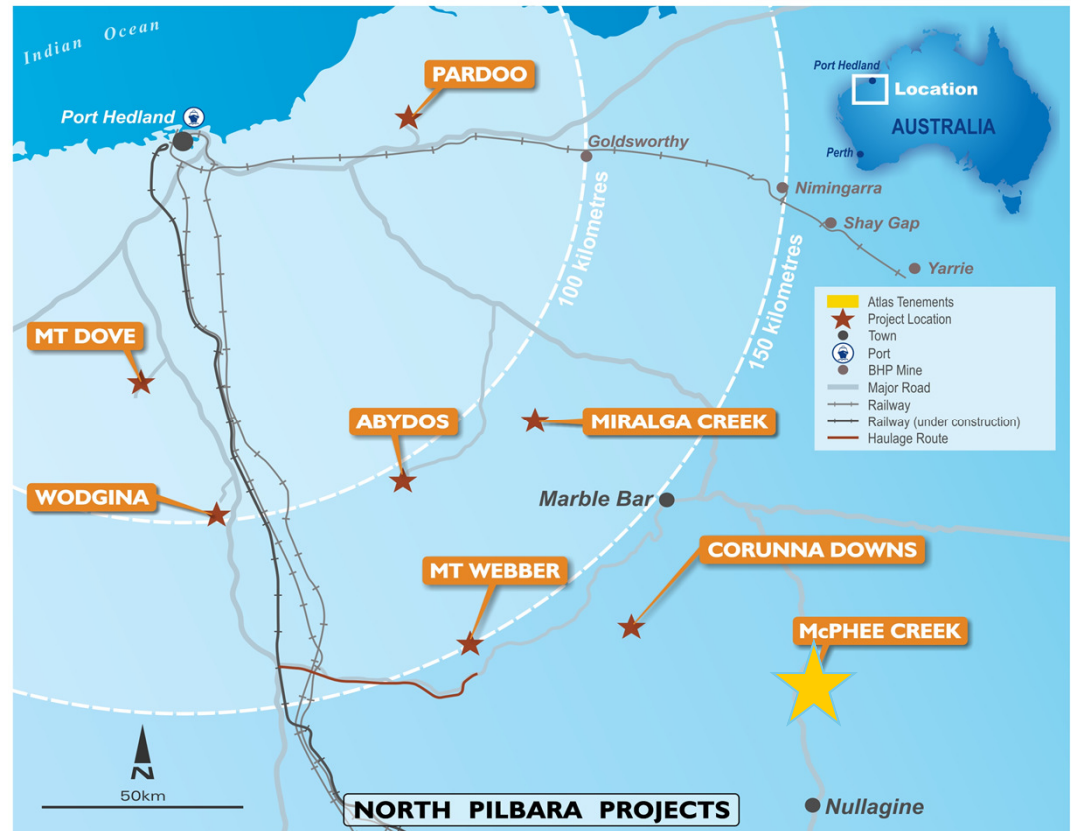 Indian Ocean
PARDOO
Port Hedland
Port Hedland
Location
AUSTRALIA
Perth
Goldsworthy
Nimingarra
Shay Gap
Yarrie
100 kilometres
150 kilometres
Atlas Tenements
Project Location
Town
Port
BHP Mine
Major Road
Railway
Railway (under construction)
Haulage Route
MT DOVE
ABYDOS
MIRALGA CREEK
WODGINA
Marble Bar
CORUNNA DOWNS
MT WEBBER
McPHEE CREEK
N
50km
NORTH PILBARA PROJECTS
Nullagine